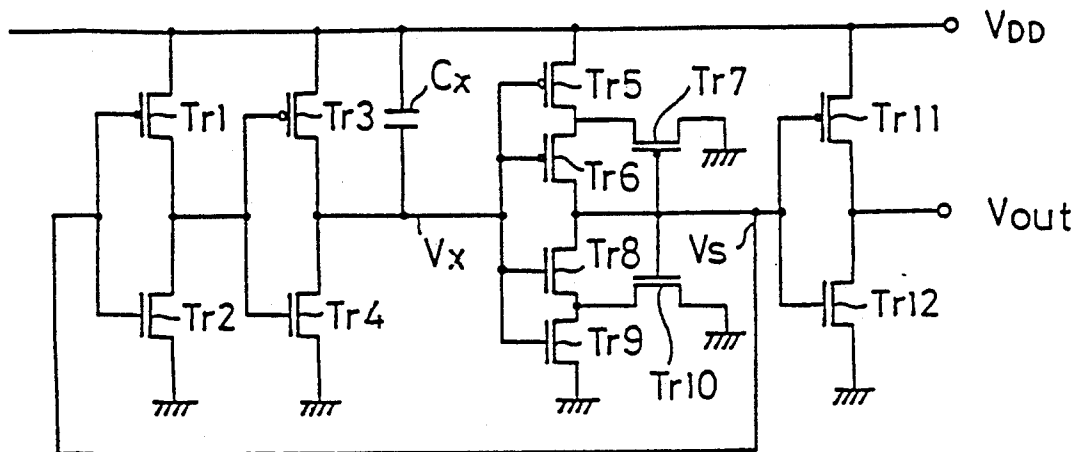 VDD
Cx
Tr5
Tr7
Tr1
Tr3
Tr11
Tr6
Vx
Tr8
Vs
Vout
Tr2
Tr4
Tr9
Tr10
Tr12